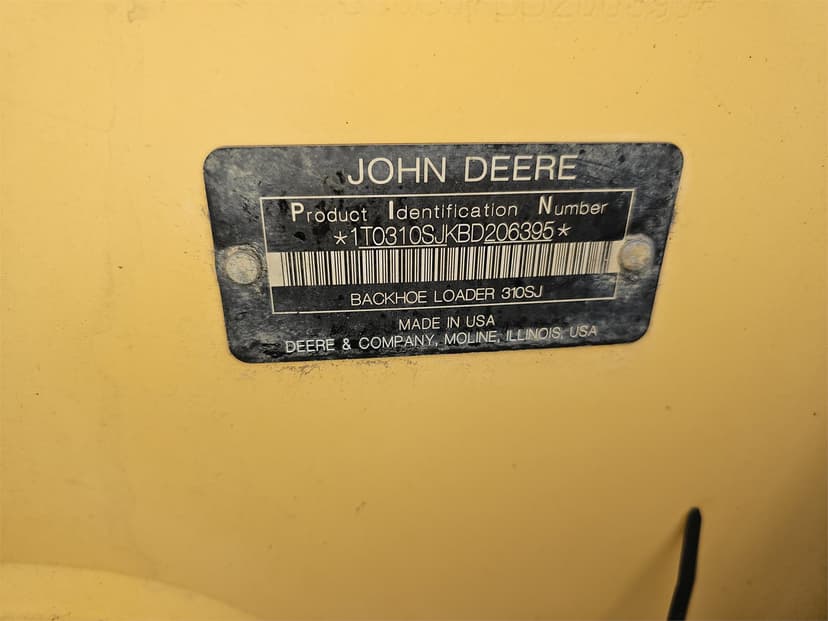 JOHN DEERE
Product Identification Number
*1T0310SJKBD206395*
BACKHOE LOADER 310SJ
MADE IN USA
DEERE & COMPANY, MOLINE, ILLINOIS, USA